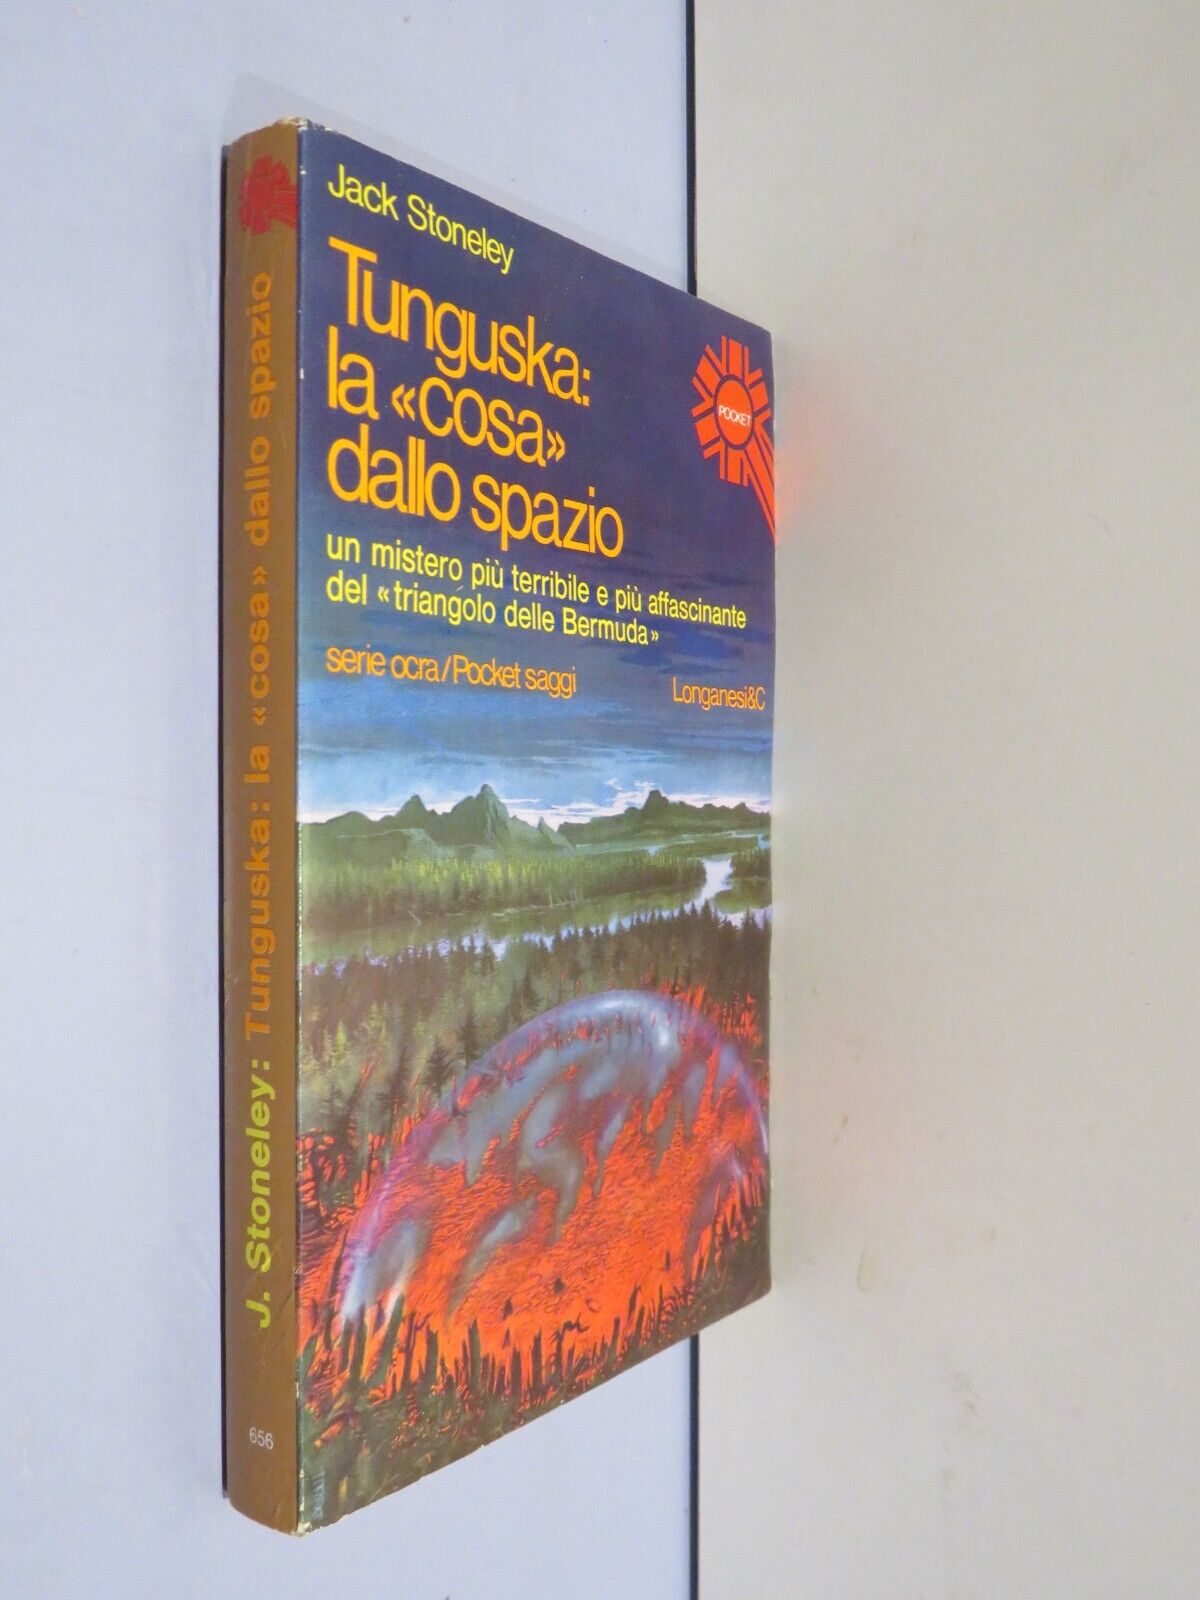 Jack Stoneley
Tunguska:
la «cosa»
dallo spazio
POCKET
un mistero più terribile e più affascinante
del «triangolo delle Bermuda»
serie ocra/Pocket saggi
Longanesi&C
J. Stoneley: Tunguska: la «cosa» dallo spazio
656